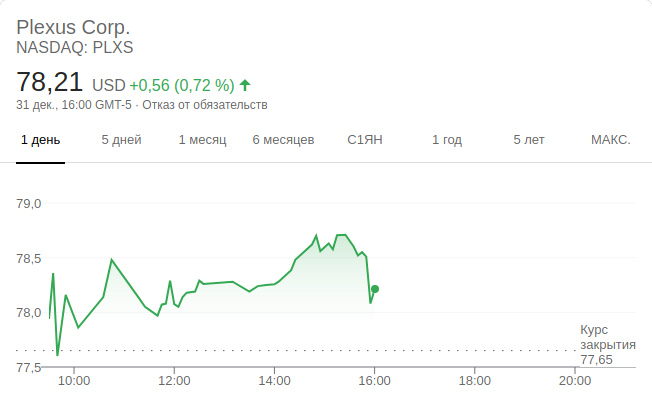 Plexus Corp.
NASDAQ: PLXS
78,21 USD +0,56 (0,72 %)
31 дек., 16:00 GMT-5 · Отказ от обязательств
1 день 5 дней 1 месяц 6 месяцев С1ЯН 1 год 5 лет МАКС.
79,0
78,5
78,0
77,5
Курс
закрытия
77,65
10:00 12:00 14:00 16:00 18:00 20:00